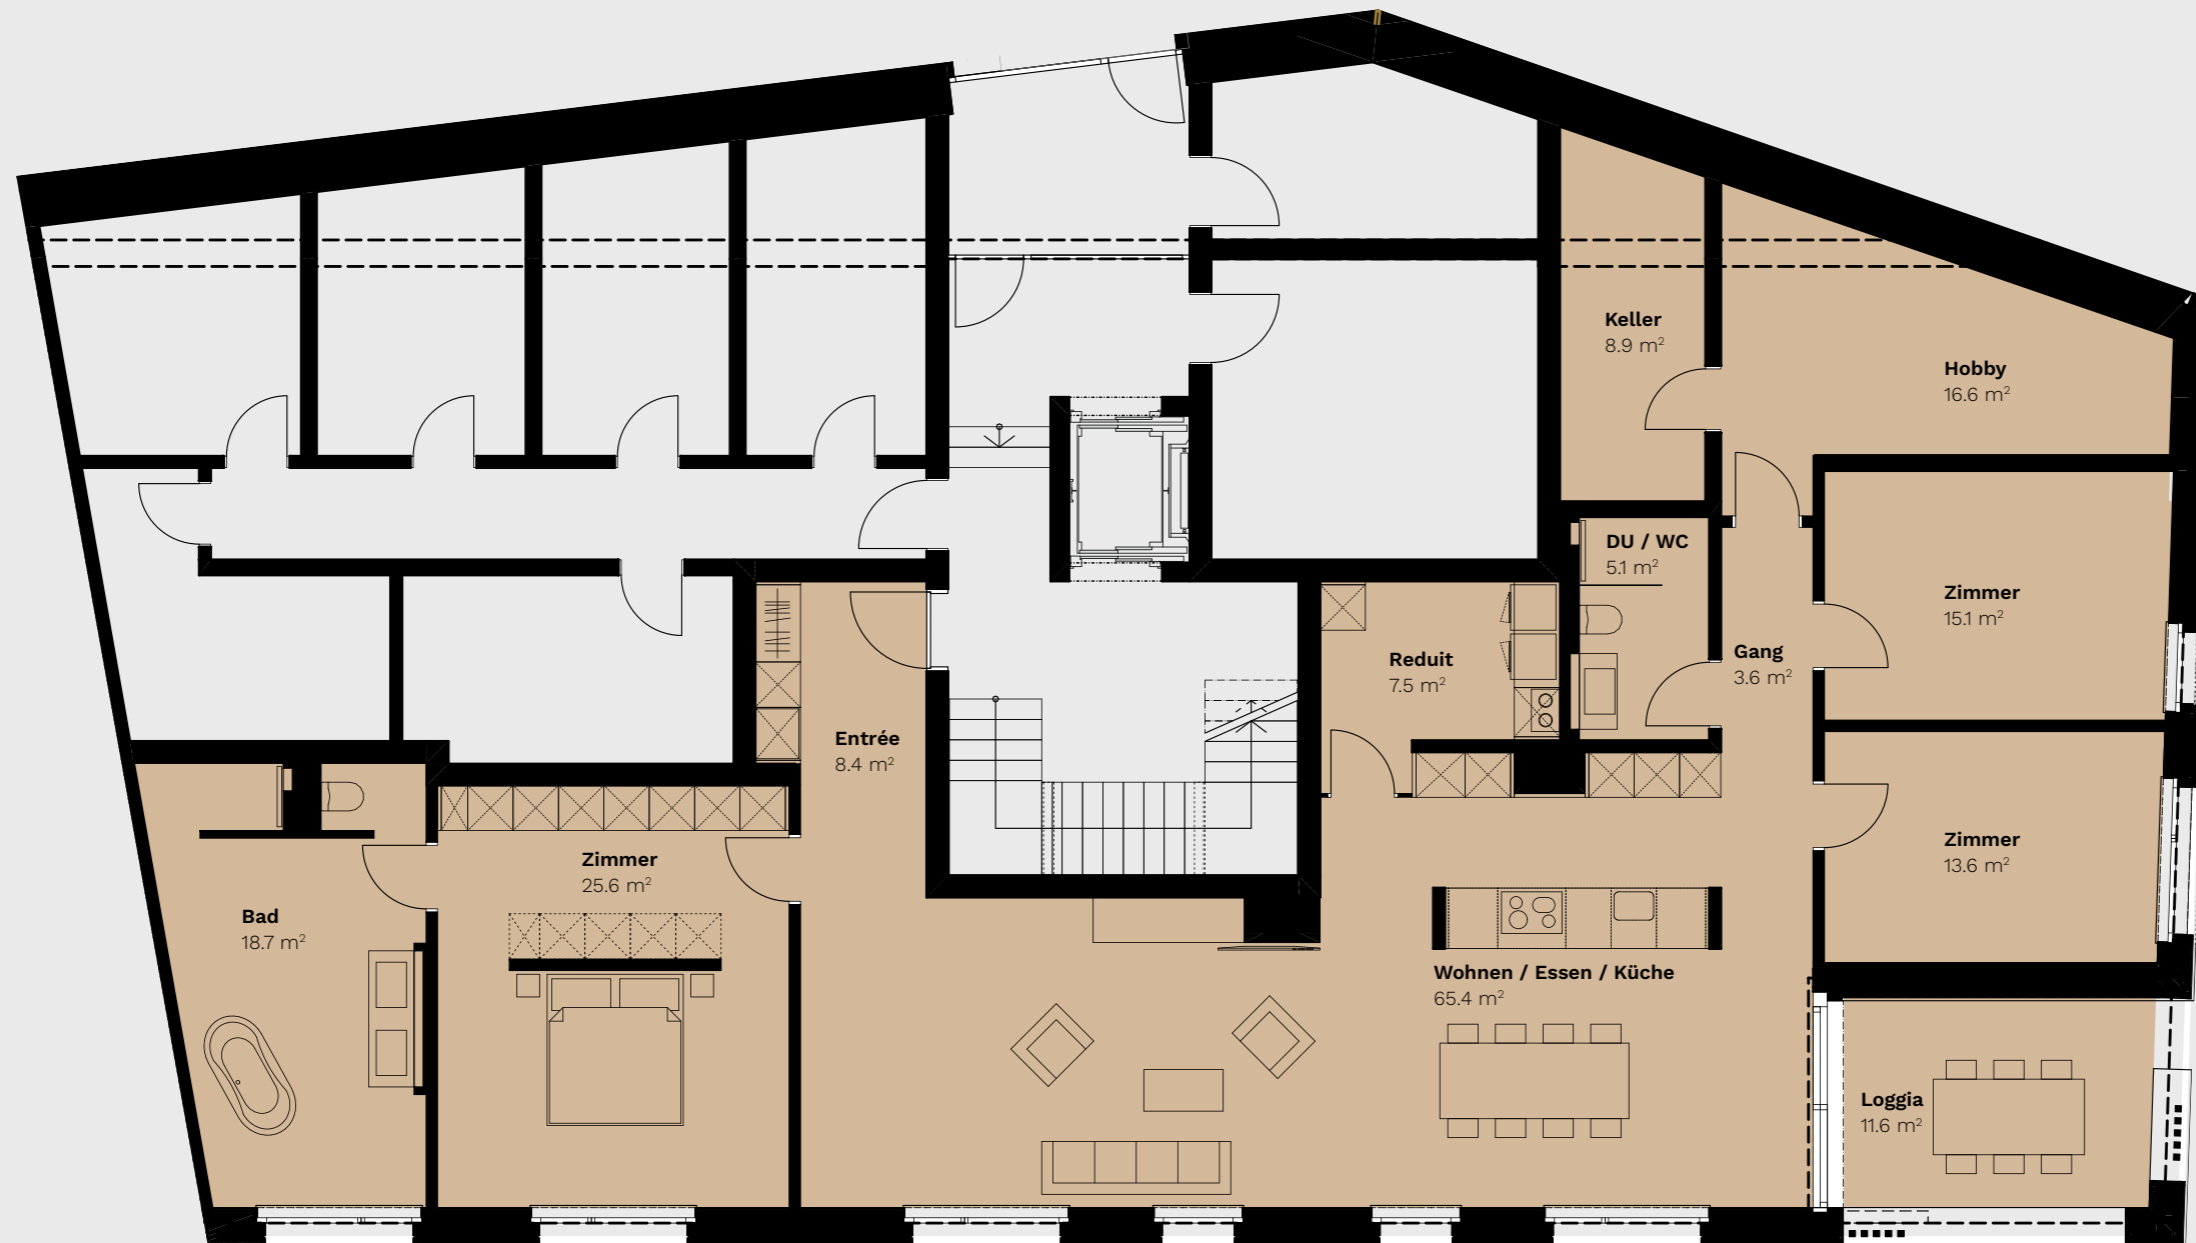 Keller
8.9 m²
Hobby
16.6 m²
DU / WC
5.1 m²
Zimmer
15.1 m²
Reduit
7.5 m²
Gang
3.6 m²
Entrée
8.4 m²
Zimmer
25.6 m²
Zimmer
13.6 m²
Bad
18.7 m²
Wohnen / Essen / Küche
65.4 m²
Loggia
11.6 m²